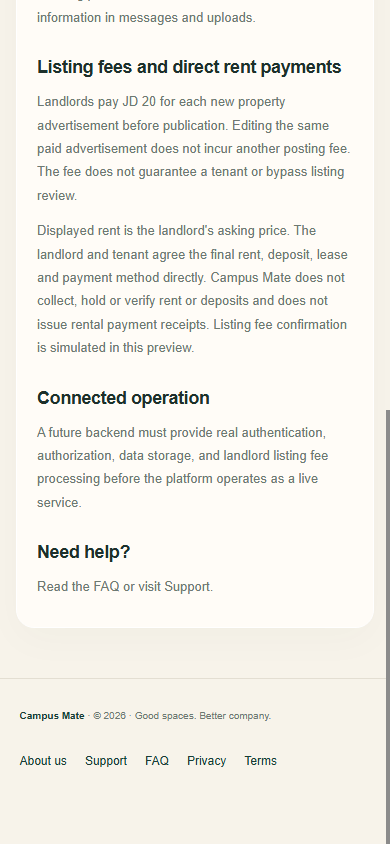 information in messages and uploads.
Listing fees and direct rent payments
Landlords pay JD 20 for each new property
advertisement before publication. Editing the same
paid advertisement does not incur another posting fee.
The fee does not guarantee a tenant or bypass listing
review.
Displayed rent is the landlord's asking price. The
landlord and tenant agree the final rent, deposit, lease
and payment method directly. Campus Mate does not
collect, hold or verify rent or deposits and does not
issue rental payment receipts. Listing fee confirmation
is simulated in this preview.
Connected operation
A future backend must provide real authentication,
authorization, data storage, and landlord listing fee
processing before the platform operates as a live
service.
Need help?
Read the FAQ or visit Support.
Campus Mate · © 2026 · Good spaces. Better company.
About us Support FAQ Privacy Terms